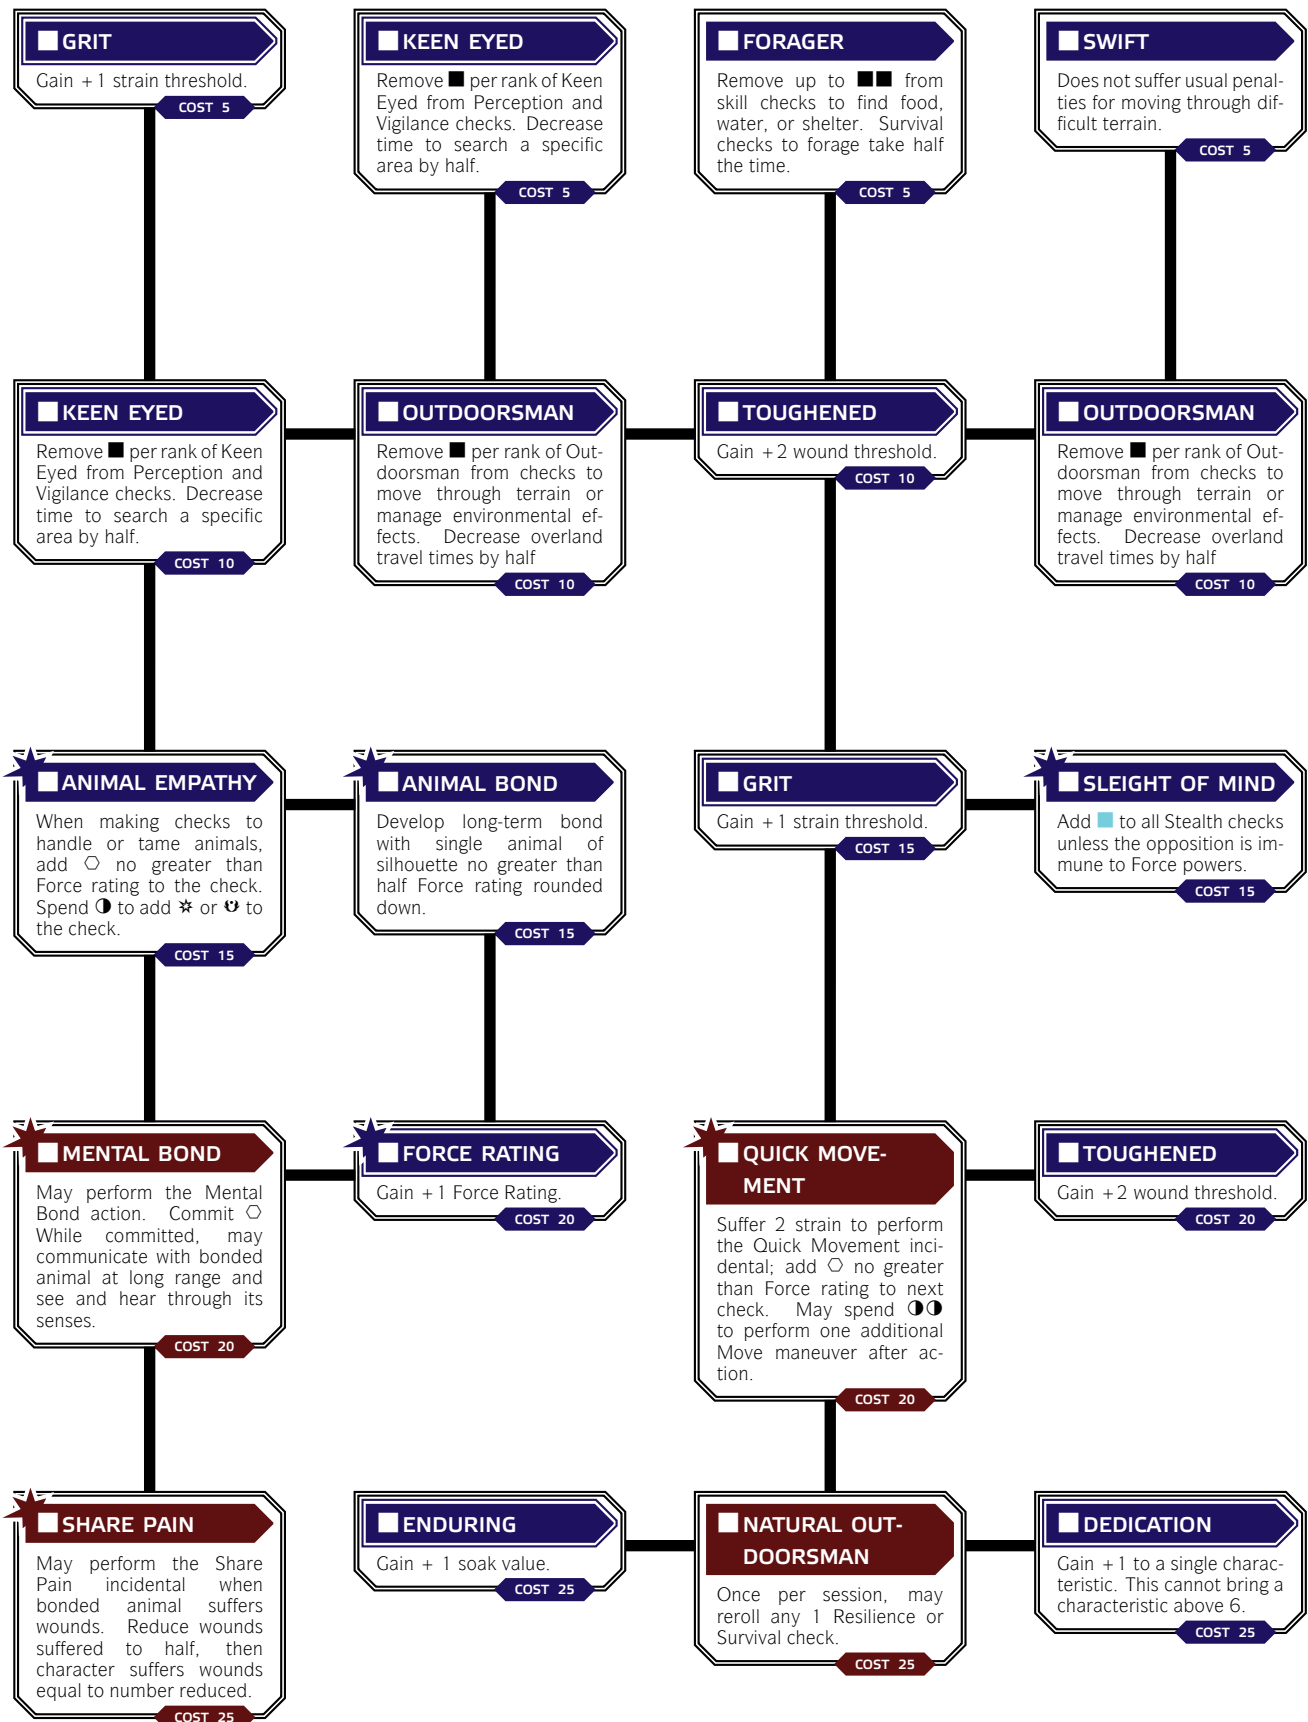 GRIT
Gain +1 strain threshold.
COST 5
KEEN EYED
Remove ■ per rank of Keen
Eyed from Perception and
Vigilance checks. Decrease
time to search a specific
area by half.
COST 5
FORAGER
Remove up to ■■ from
skill checks to find food,
water, or shelter. Survival
checks to forage take half
the time.
COST 5
SWIFT
Does not suffer usual penal-
ties for moving through dif-
ficult terrain.
COST 5
KEEN EYED
Remove ■ per rank of Keen
Eyed from Perception and
Vigilance checks. Decrease
time to search a specific
area by half.
COST 10
OUTDOORSMAN
Remove ■ per rank of Out-
doorsman from checks to
move through terrain or
manage environmental ef-
fects. Decrease overland
travel times by half
COST 10
TOUGHENED
Gain +2 wound threshold.
COST 10
OUTDOORSMAN
Remove ■ per rank of Out-
doorsman from checks to
move through terrain or
manage environmental ef-
fects. Decrease overland
travel times by half
COST 10
ANIMAL EMPATHY
When making checks to
handle or tame animals,
add no greater than
Force rating to the check.
Spend to add or to
the check.
COST 15
ANIMAL BOND
Develop long-term bond
with single animal of
silhouette no greater than
half Force rating rounded
down.
COST 15
GRIT
Gain +1 strain threshold.
COST 15
SLEIGHT OF MIND
Add ■ to all Stealth checks
unless the opposition is im-
mune to Force powers.
COST 15
MENTAL BOND
May perform the Mental
Bond action. Commit
While committed, may
communicate with bonded
animal at long range and
see and hear through its
senses.
COST 20
FORCE RATING
Gain +1 Force Rating.
COST 20
QUICK MOVE-
MENT
Suffer 2 strain to perform
the Quick Movement inci-
dental; add no greater
than Force rating to next
check. May spend
to perform one additional
Move maneuver after ac-
tion.
COST 20
TOUGHENED
Gain +2 wound threshold.
COST 20
SHARE PAIN
May perform the Share
Pain incidental when
bonded animal suffers
wounds. Reduce wounds
suffered to half, then
character suffers wounds
equal to number reduced.
COST 25
ENDURING
Gain + 1 soak value.
COST 25
NATURAL OUT-
DOORSMAN
Once per session, may
reroll any 1 Resilience or
Survival check.
COST 25
DEDICATION
Gain +1 to a single charac-
teristic. This cannot bring a
characteristic above 6.
COST 25